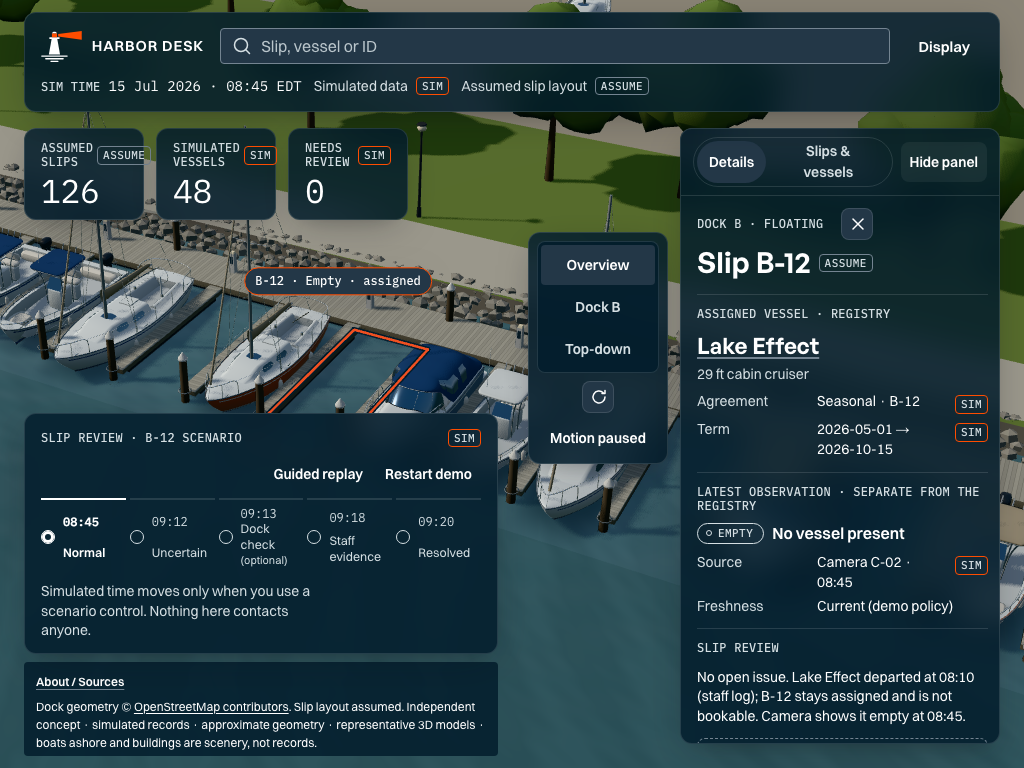 HARBOR DESK
Slip, vessel or ID
Display
SIM TIME 15 Jul 2026 · 08:45 EDT Simulated data SIM Assumed slip layout ASSUME
ASSUMED SLIPS ASSUME
126
SIMULATED VESSELS SIM
48
NEEDS REVIEW SIM
0
B-12 · Empty · assigned
Overview
Dock B
Top-down
Motion paused
Details
Slips & vessels
Hide panel
DOCK B · FLOATING
Slip B-12 ASSUME
ASSIGNED VESSEL · REGISTRY
Lake Effect
29 ft cabin cruiser
Agreement Seasonal · B-12 SIM
Term 2026-05-01 → SIM
2026-10-15
LATEST OBSERVATION · SEPARATE FROM THE
REGISTRY
EMPTY No vessel present
Source Camera C-02 · SIM
08:45
Freshness Current (demo policy)
SLIP REVIEW
No open issue. Lake Effect departed at 08:10
(staff log); B-12 stays assigned and is not
bookable. Camera shows it empty at 08:45.
SLIP REVIEW · B-12 SCENARIO SIM
Guided replay Restart demo
08:45
Normal
09:12
Uncertain
09:13
Dock
check
(optional)
09:18
Staff
evidence
09:20
Resolved
Simulated time moves only when you use a
scenario control. Nothing here contacts
anyone.
About / Sources
Dock geometry © OpenStreetMap contributors. Slip layout assumed. Independent
concept · simulated records · approximate geometry · representative 3D models ·
boats ashore and buildings are scenery, not records.